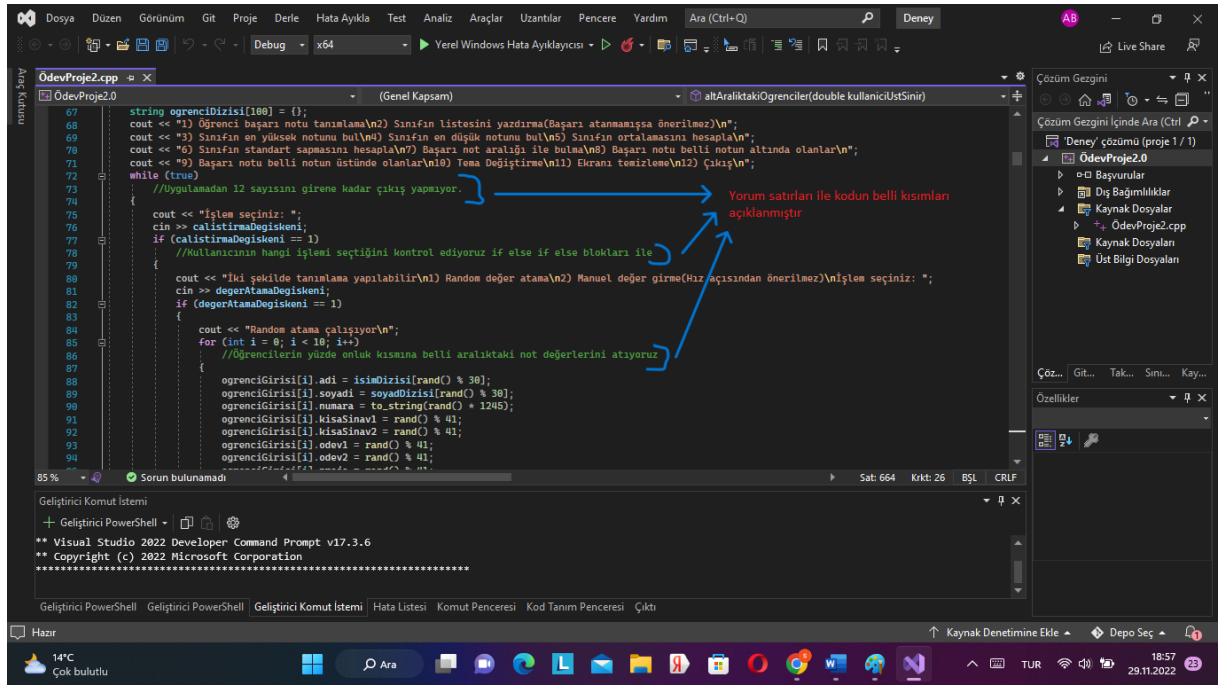 Dosya Düzen Görünüm Git Proje Derle Hata Ayıkla Test Analiz Araçlar Uzantılar Pencere Yardım Ara (Ctrl+Q) Deney AB
Debug x64 Yerel Windows Hata Ayıklayıcısı Live Share
Araç Kutusu
ÖdevProje2.cpp
ÖdevProje2.0 (Genel Kapsam) altAraliktakiOgrenciler(double kullaniciUstSinir)
67 string ogrenciDizisi[100] = {};
68 cout << "1) Öğrenci başarı notu tanımlama\n2) Sınıfın listesini yazdırma(Başarı atanmamışsa önerilmez)\n";
69 cout << "3) Sınıfın en yüksek notunu bul\n4) Sınıfın en düşük notunu bul\n5) Sınıfın ortalamasını hesapla\n";
70 cout << "6) Sınıfın standart sapmasını hesapla\n7) Başarı not aralığı ile bulma\n8) Başarı notu belli notun altında olanlar\n";
71 cout << "9) Başarı notu belli notun üstünde olanlar\n10) Tema Değiştirme\n11) Ekranı temizleme\n12) Çıkış\n";
72 while (true)
73 //Uygulamadan 12 sayısını girene kadar çıkış yapmıyor.
74 {
75 cout << "İşlem seçiniz: ";
76 cin >> calistirmaDegiskeni;
77 if (calistirmaDegiskeni == 1)
78 //Kullanıcının hangi işlemi seçtiğini kontrol ediyoruz if else if else blokları ile
79 {
80 cout << "İki şekilde tanımlama yapılabilir\n1) Random değer atama\n2) Manuel değer girme(Hız açısından önerilmez)\nİşlem seçiniz: ";
81 cin >> degerAtamaDegiskeni;
82 if (degerAtamaDegiskeni == 1)
83 {
84 cout << "Random atama çalışıyor\n";
85 for (int i = 0; i < 10; i++)
86 //Öğrencilerin yüzde onluk kısmına belli aralıktaki not değerlerini atıyoruz
87 {
88 ogrenciGirisi[i].adi = isimDizisi[rand() % 30];
89 ogrenciGirisi[i].soyadi = soyadDizisi[rand() % 30];
90 ogrenciGirisi[i].numara = to_string(rand() * 1245);
91 ogrenciGirisi[i].kisaSinav1 = rand() % 41;
92 ogrenciGirisi[i].kisaSinav2 = rand() % 41;
93 ogrenciGirisi[i].odev1 = rand() % 41;
94 ogrenciGirisi[i].odev2 = rand() % 41;
Yorum satırları ile kodun belli kısımları
açıklanmıştır
85 % Sorun bulunamadı Sat: 664 Krkt: 26 BŞL CRLF
Geliştirici Komut İstemi
Geliştirici PowerShell
** Visual Studio 2022 Developer Command Prompt v17.3.6
** Copyright (c) 2022 Microsoft Corporation
**********************************************************************
Geliştirici PowerShell Geliştirici PowerShell Geliştirici Komut İstemi Hata Listesi Komut Penceresi Kod Tanım Penceresi Çıktı
Çözüm Gezgini
Çözüm Gezgini İçinde Ara (Ctrl
'Deney' çözümü (proje 1 / 1)
ÖdevProje2.0
Başvurular
Dış Bağımlılıklar
Kaynak Dosyalar
ÖdevProje2.cpp
Kaynak Dosyaları
Üst Bilgi Dosyaları
Çöz... Git... Tak... Sını... Kay...
Özellikler
Hazır Kaynak Denetimine Ekle Depo Seç 1
14°C
Çok bulutlu
Ara
TUR
18:57
29.11.2022
23